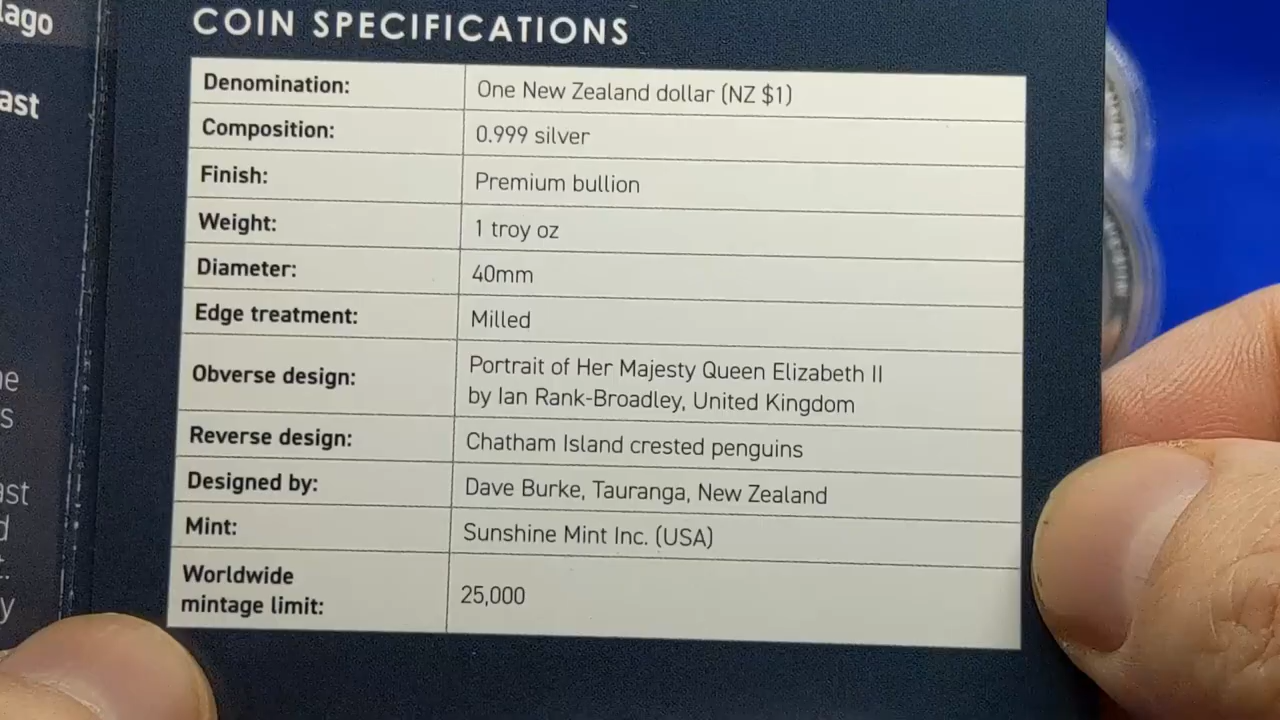 COIN SPECIFICATIONS
Denomination: One New Zealand dollar (NZ $1)
Composition: 0.999 silver
Finish: Premium bullion
Weight: 1 troy oz
Diameter: 40mm
Edge treatment: Milled
Obverse design: Portrait of Her Majesty Queen Elizabeth II
by Ian Rank-Broadley, United Kingdom
Reverse design: Chatham Island crested penguins
Designed by: Dave Burke, Tauranga, New Zealand
Mint: Sunshine Mint Inc. (USA)
Worldwide
mintage limit: 25,000